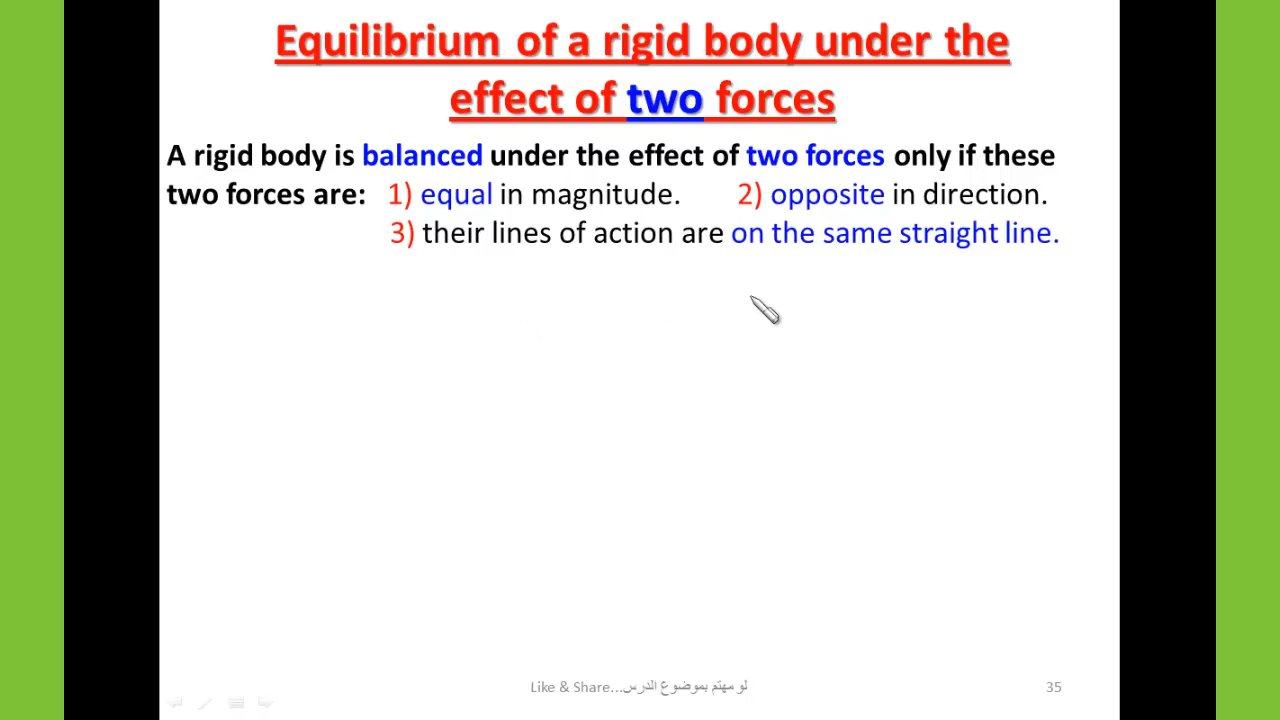 Equilibrium of a rigid body under the
effect of two forces
A rigid body is balanced under the effect of two forces only if these
two forces are: 1) equal in magnitude. 2) opposite in direction.
3) their lines of action are on the same straight line.
Like & Share...لو مهتم بموضوع الدرس
35